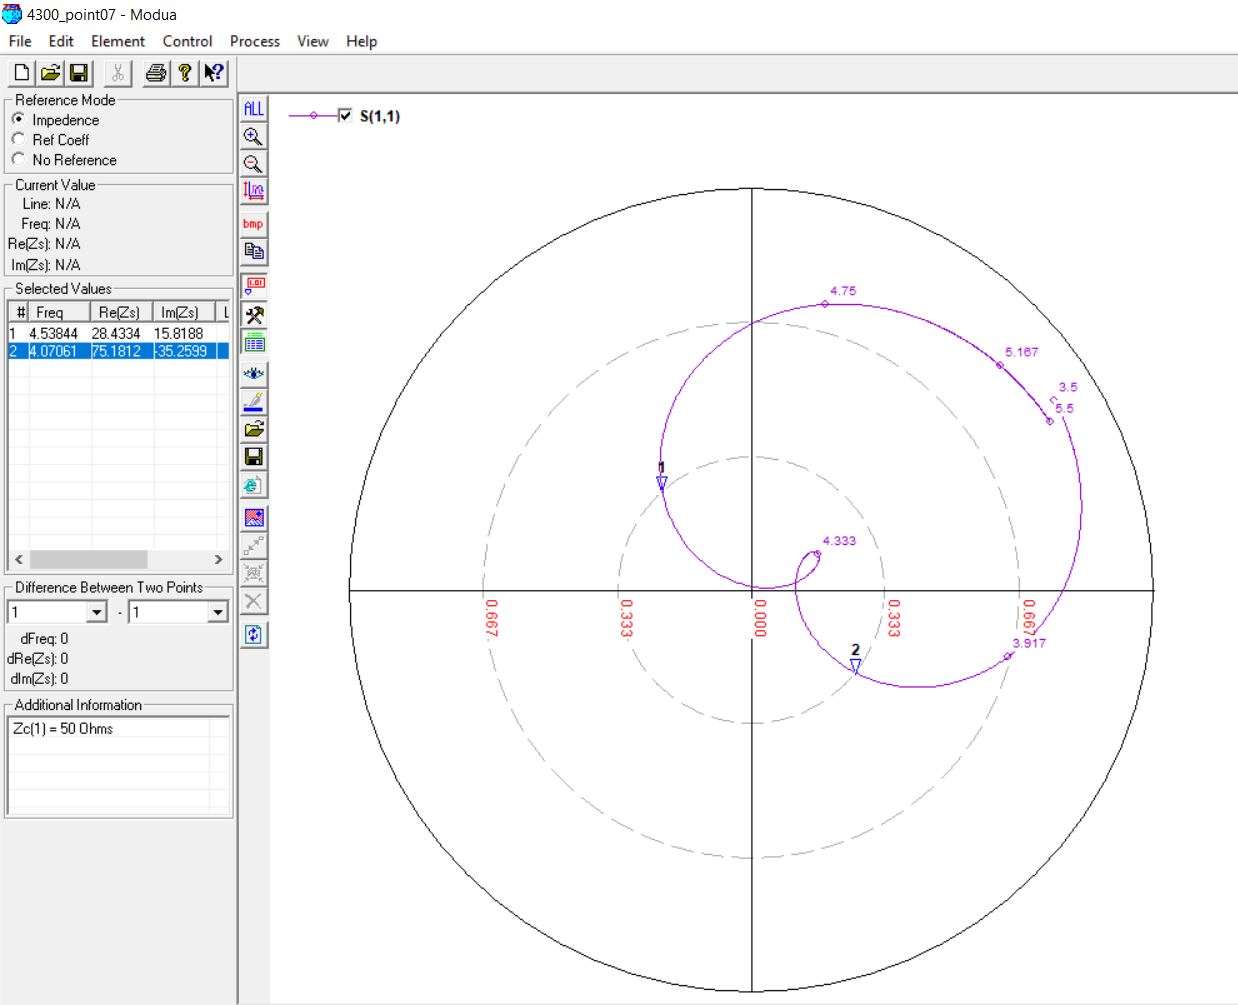 4300_point07 - Modua
File Edit Element Control Process View Help
Reference Mode
Impedence
Ref Coeff
No Reference
Current Value
Line: N/A
Freq: N/A
Re(Zs): N/A
Im(Zs): N/A
Selected Values
# Freq Re(Zs) Im(Zs) L
1 4.53844 28.4334 15.8188
2 4.07061 75.1812 -35.2599
Difference Between Two Points
1 - 1
dFreq: 0
dRe(Zs): 0
dIm(Zs): 0
Additional Information
Zc(1) = 50 Ohms
ALL
bmp
1.01
S(1,1)
4.75
5.167
3.5
5.5
1
4.333
0.667
0.333
0.000
0.333
0.667
3.917
2